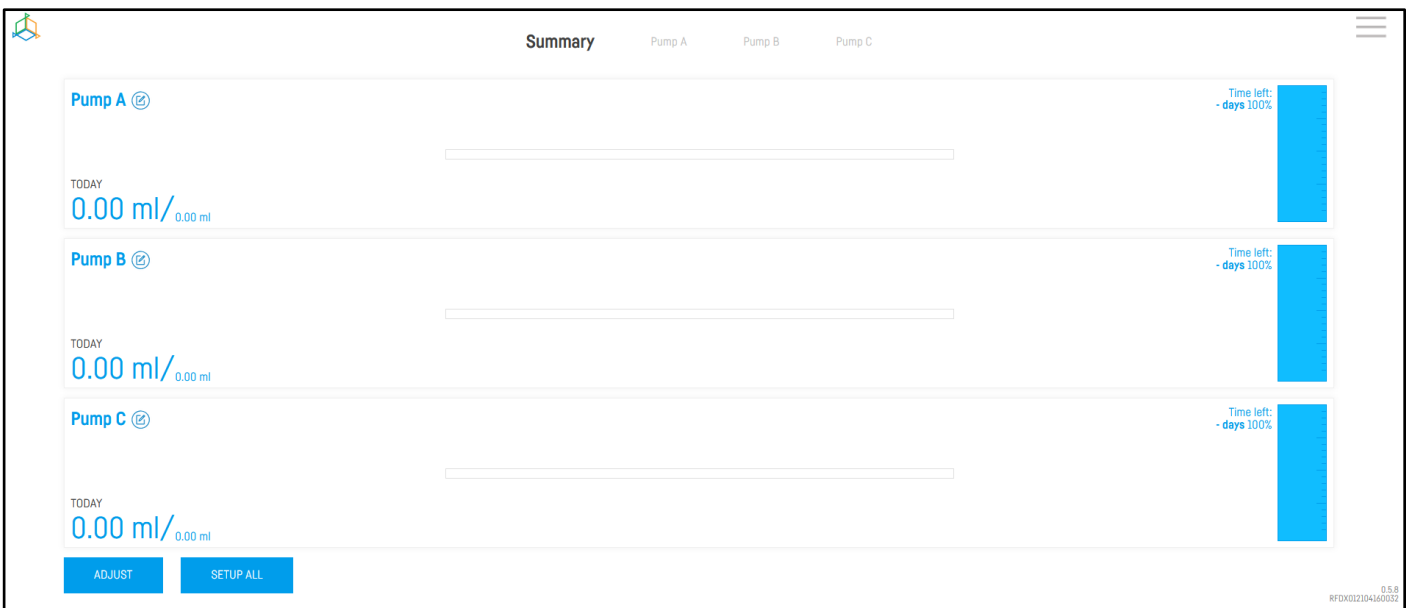 Summary Pump A Pump B Pump C
Pump A
Time left:
- days 100%
TODAY
0.00 ml/0.00 ml
Pump B
Time left:
- days 100%
TODAY
0.00 ml/0.00 ml
Pump C
Time left:
- days 100%
TODAY
0.00 ml/0.00 ml
ADJUST SETUP ALL
0.5.8
RFDX012104160032